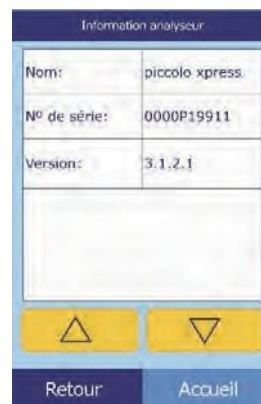 Information analyseur
Nom: piccolo xpress
Nº de série: 0000P19911
Version: 3.1.2.1
Retour Accueil